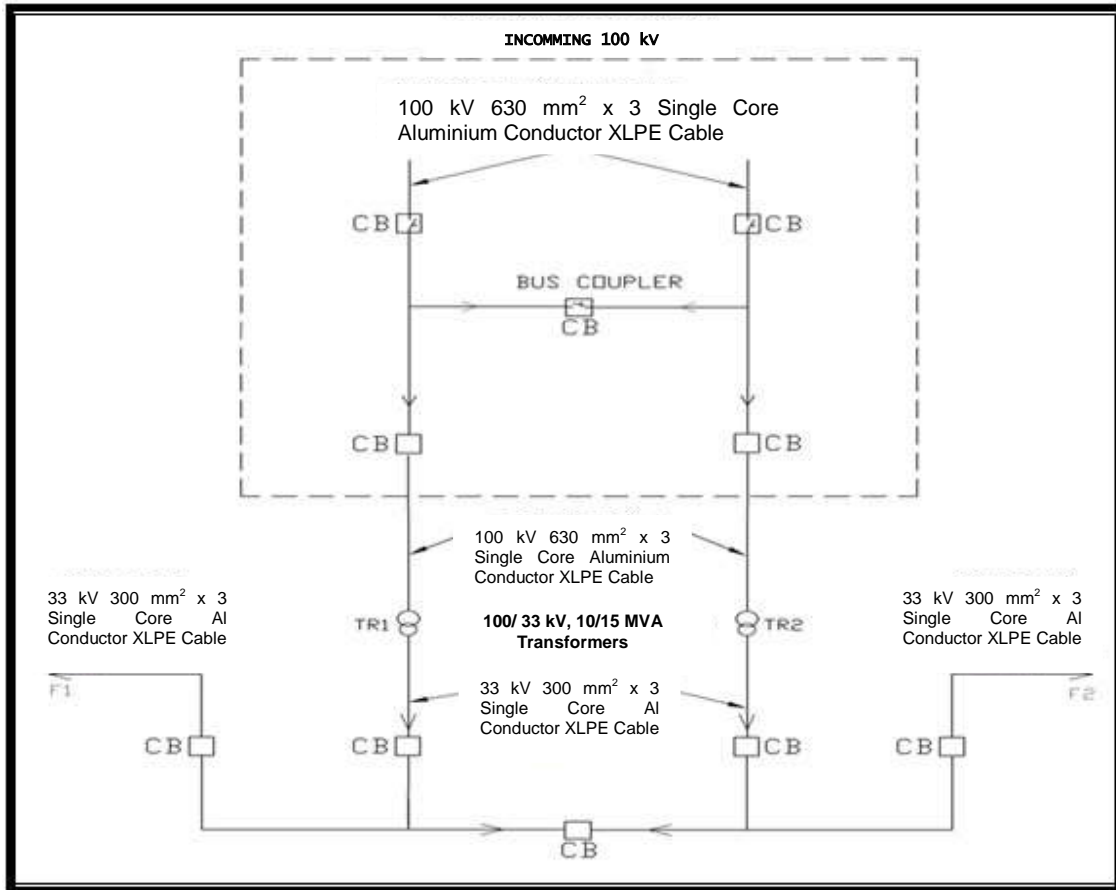 INCOMMING 100 kV
100 kV 630 mm² x 3 Single Core
Aluminium Conductor XLPE Cable
CB
CB
BUS COUPLER
CB
CB
CB
100 kV 630 mm² x 3
Single Core Aluminium
Conductor XLPE Cable
33 kV 300 mm² x 3
Single Core Al
Conductor XLPE Cable
33 kV 300 mm² x 3
Single Core Al
Conductor XLPE Cable
TR1
100/ 33 kV, 10/15 MVA
Transformers
TR2
33 kV 300 mm² x 3
Single Core Al
Conductor XLPE Cable
F1
F2
CB
CB
CB
CB
CB